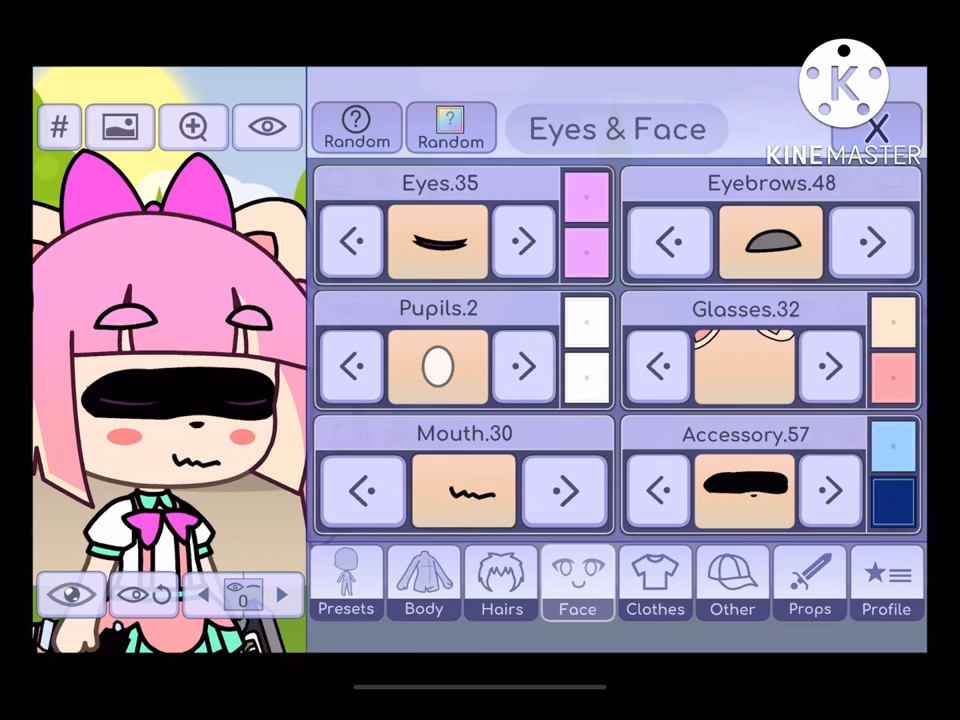 #
? Random
? Random
Eyes & Face
X
K
KINEMASTER
Eyes.35
Eyebrows.48
Pupils.2
Glasses.32
Mouth.30
Accessory.57
0
Presets
Body
Hairs
Face
Clothes
Other
Props
Profile